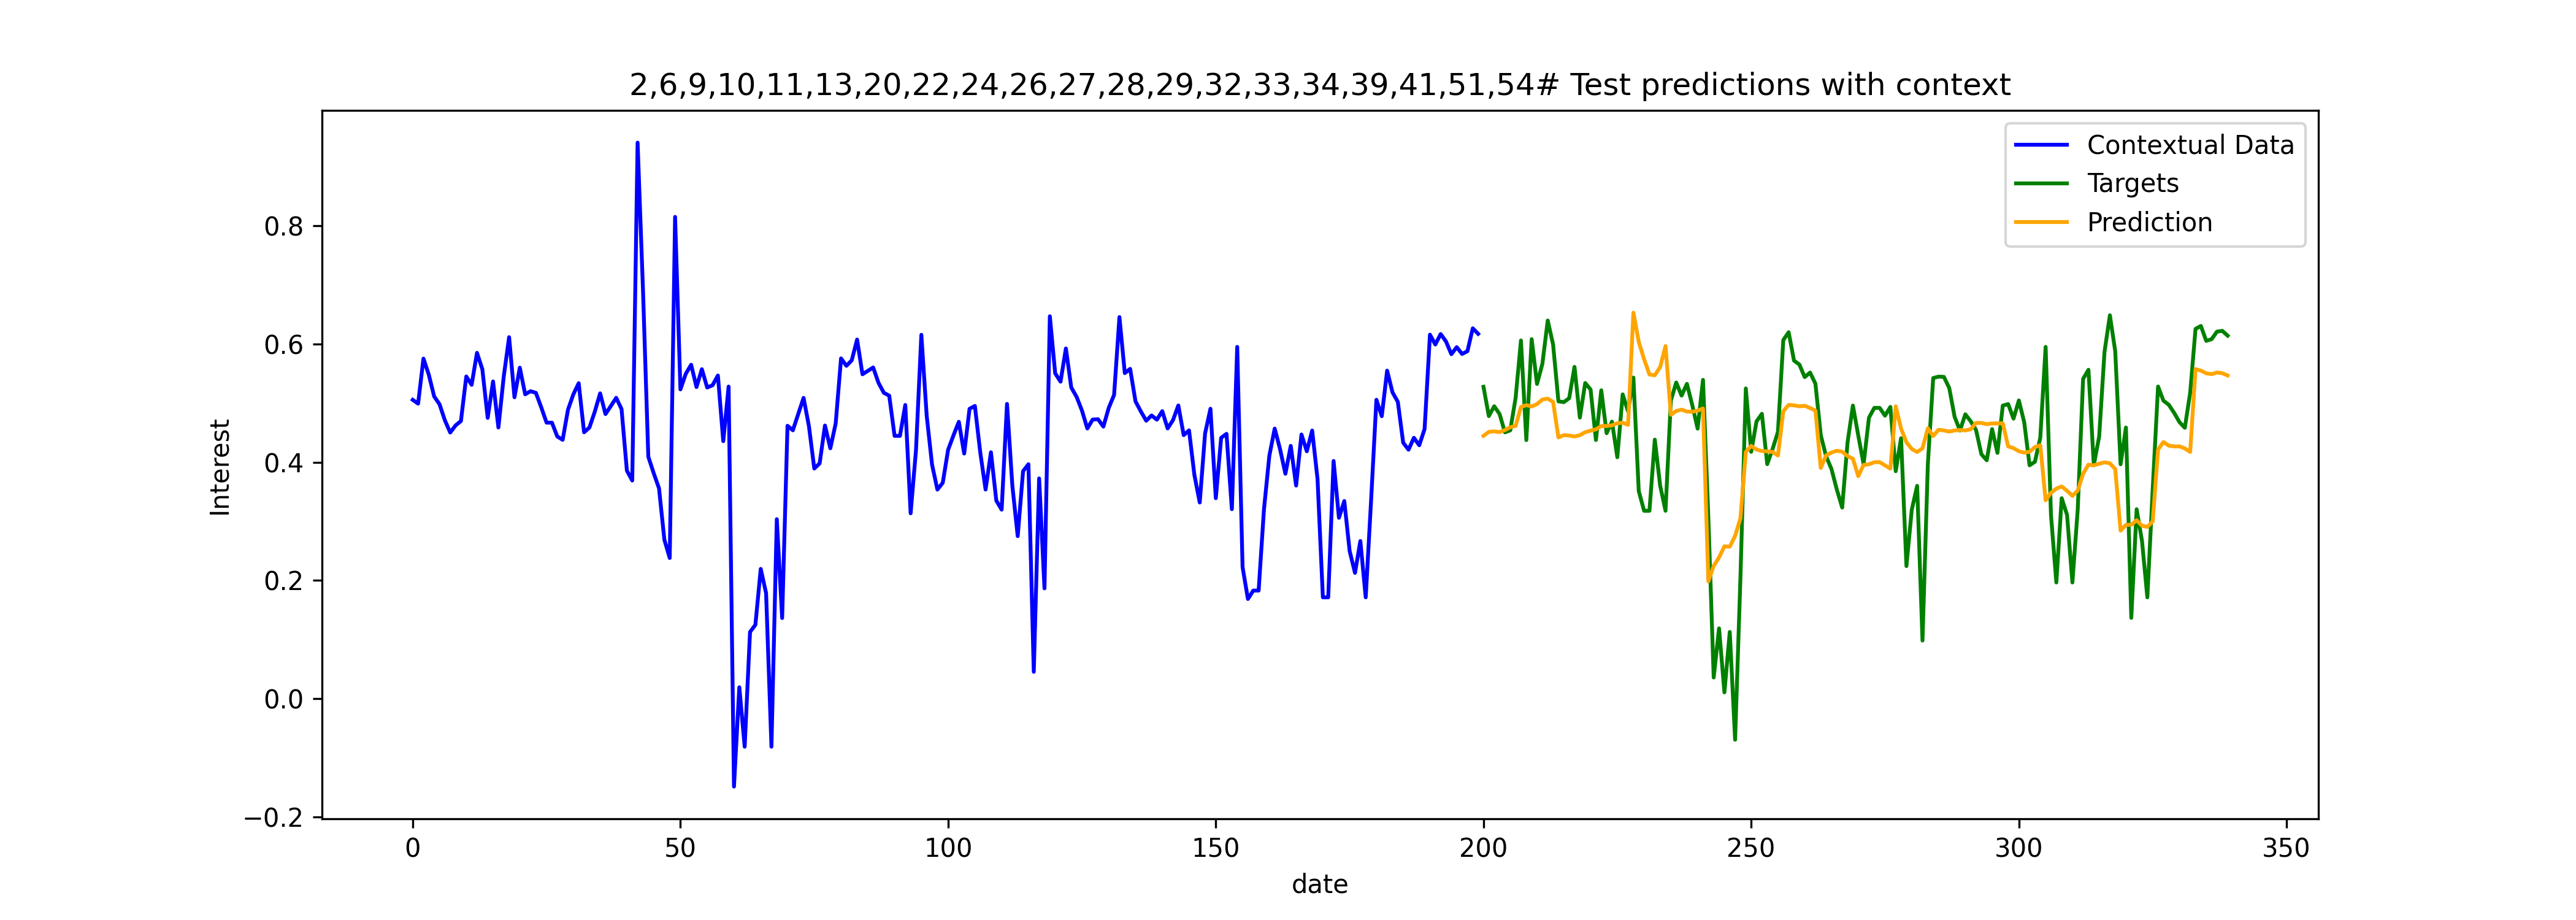 2,6,9,10,11,13,20,22,24,26,27,28,29,32,33,34,39,41,51,54# Test predictions with context
Contextual Data
Targets
Prediction
Interest
0.8
0.6
0.4
0.2
0.0
−0.2
0 50 100 150 200 250 300 350
date